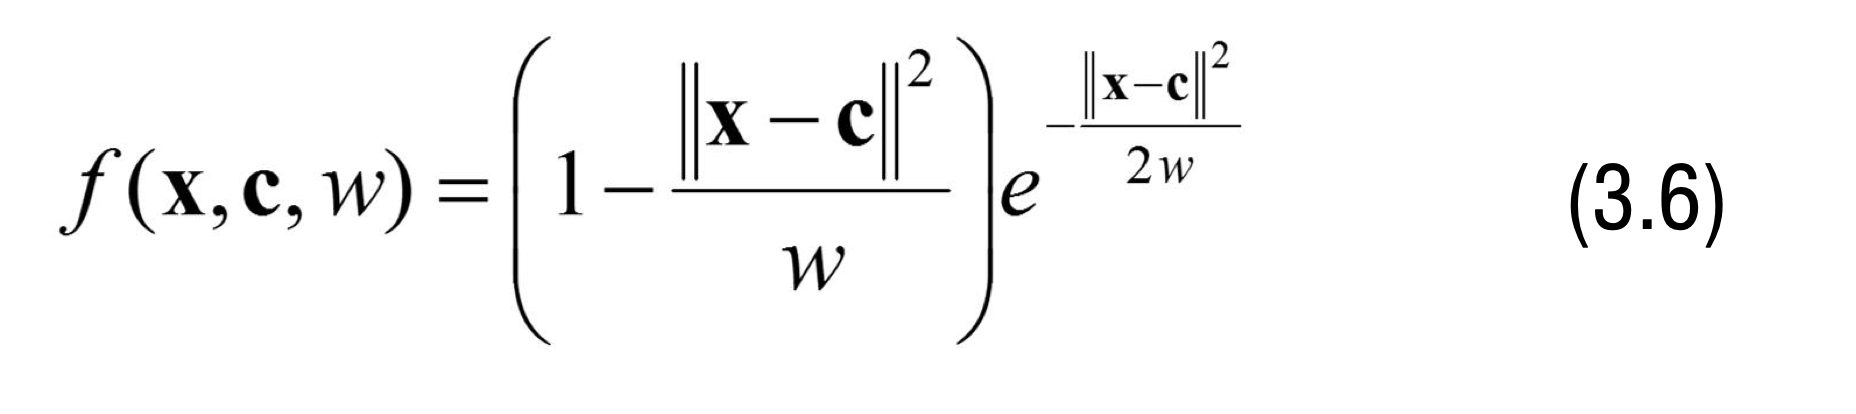 f(x, c, w) = (1 − ‖x − c‖² / w) e^(−‖x−c‖² / 2w) (3.6)